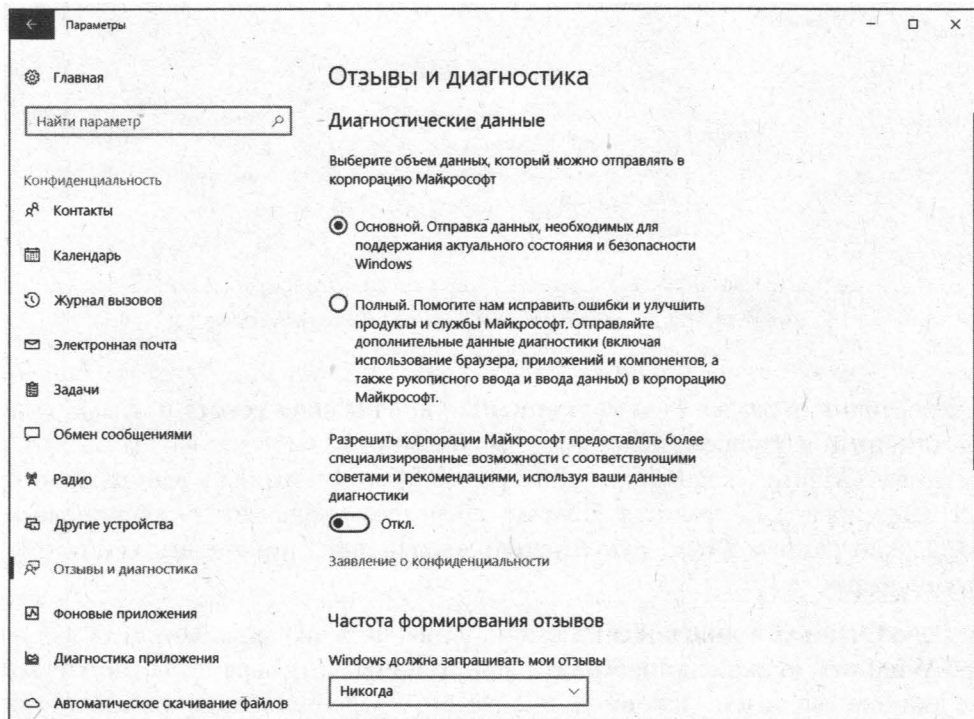 Параметры
Главная
Найти параметр
Конфиденциальность
Контакты
Календарь
Журнал вызовов
Электронная почта
Задачи
Обмен сообщениями
Радио
Другие устройства
Отзывы и диагностика
Фоновые приложения
Диагностика приложения
Автоматическое скачивание файлов
Отзывы и диагностика
Диагностические данные
Выберите объем данных, который можно отправлять в
корпорацию Майкрософт
Основной. Отправка данных, необходимых для
поддержания актуального состояния и безопасности
Windows
Полный. Помогите нам исправить ошибки и улучшить
продукты и службы Майкрософт. Отправляйте
дополнительные данные диагностики (включая
использование браузера, приложений и компонентов, а
также рукописного ввода и ввода данных) в корпорацию
Майкрософт.
Разрешить корпорации Майкрософт предоставлять более
специализированные возможности с соответствующими
советами и рекомендациями, используя ваши данные
диагностики
Откл.
Заявление о конфиденциальности
Частота формирования отзывов
Windows должна запрашивать мои отзывы
Никогда